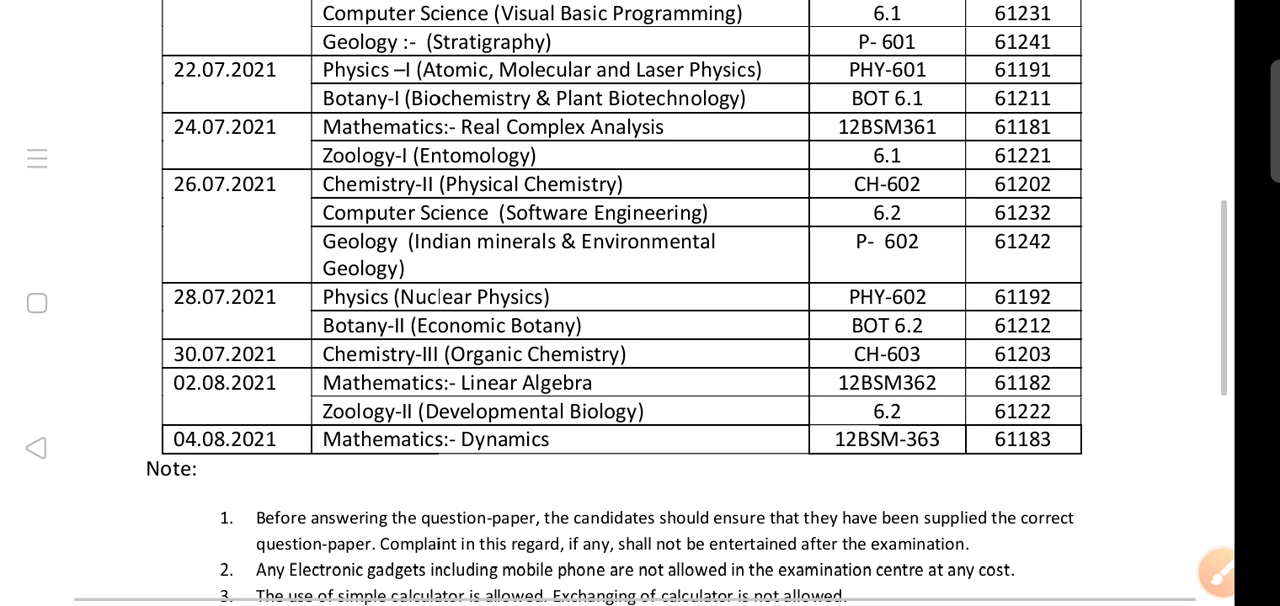 Computer Science (Visual Basic Programming) 6.1 61231
Geology :- (Stratigraphy) P- 601 61241
22.07.2021 Physics –I (Atomic, Molecular and Laser Physics) PHY-601 61191
Botany-I (Biochemistry & Plant Biotechnology) BOT 6.1 61211
24.07.2021 Mathematics:- Real Complex Analysis 12BSM361 61181
Zoology-I (Entomology) 6.1 61221
26.07.2021 Chemistry-II (Physical Chemistry) CH-602 61202
Computer Science (Software Engineering) 6.2 61232
Geology (Indian minerals & Environmental P- 602 61242
Geology)
28.07.2021 Physics (Nuclear Physics) PHY-602 61192
Botany-II (Economic Botany) BOT 6.2 61212
30.07.2021 Chemistry-III (Organic Chemistry) CH-603 61203
02.08.2021 Mathematics:- Linear Algebra 12BSM362 61182
Zoology-II (Developmental Biology) 6.2 61222
04.08.2021 Mathematics:- Dynamics 12BSM-363 61183
Note:
1. Before answering the question-paper, the candidates should ensure that they have been supplied the correct
question-paper. Complaint in this regard, if any, shall not be entertained after the examination.
2. Any Electronic gadgets including mobile phone are not allowed in the examination centre at any cost.
3. The use of simple calculator is allowed. Exchanging of calculator is not allowed.